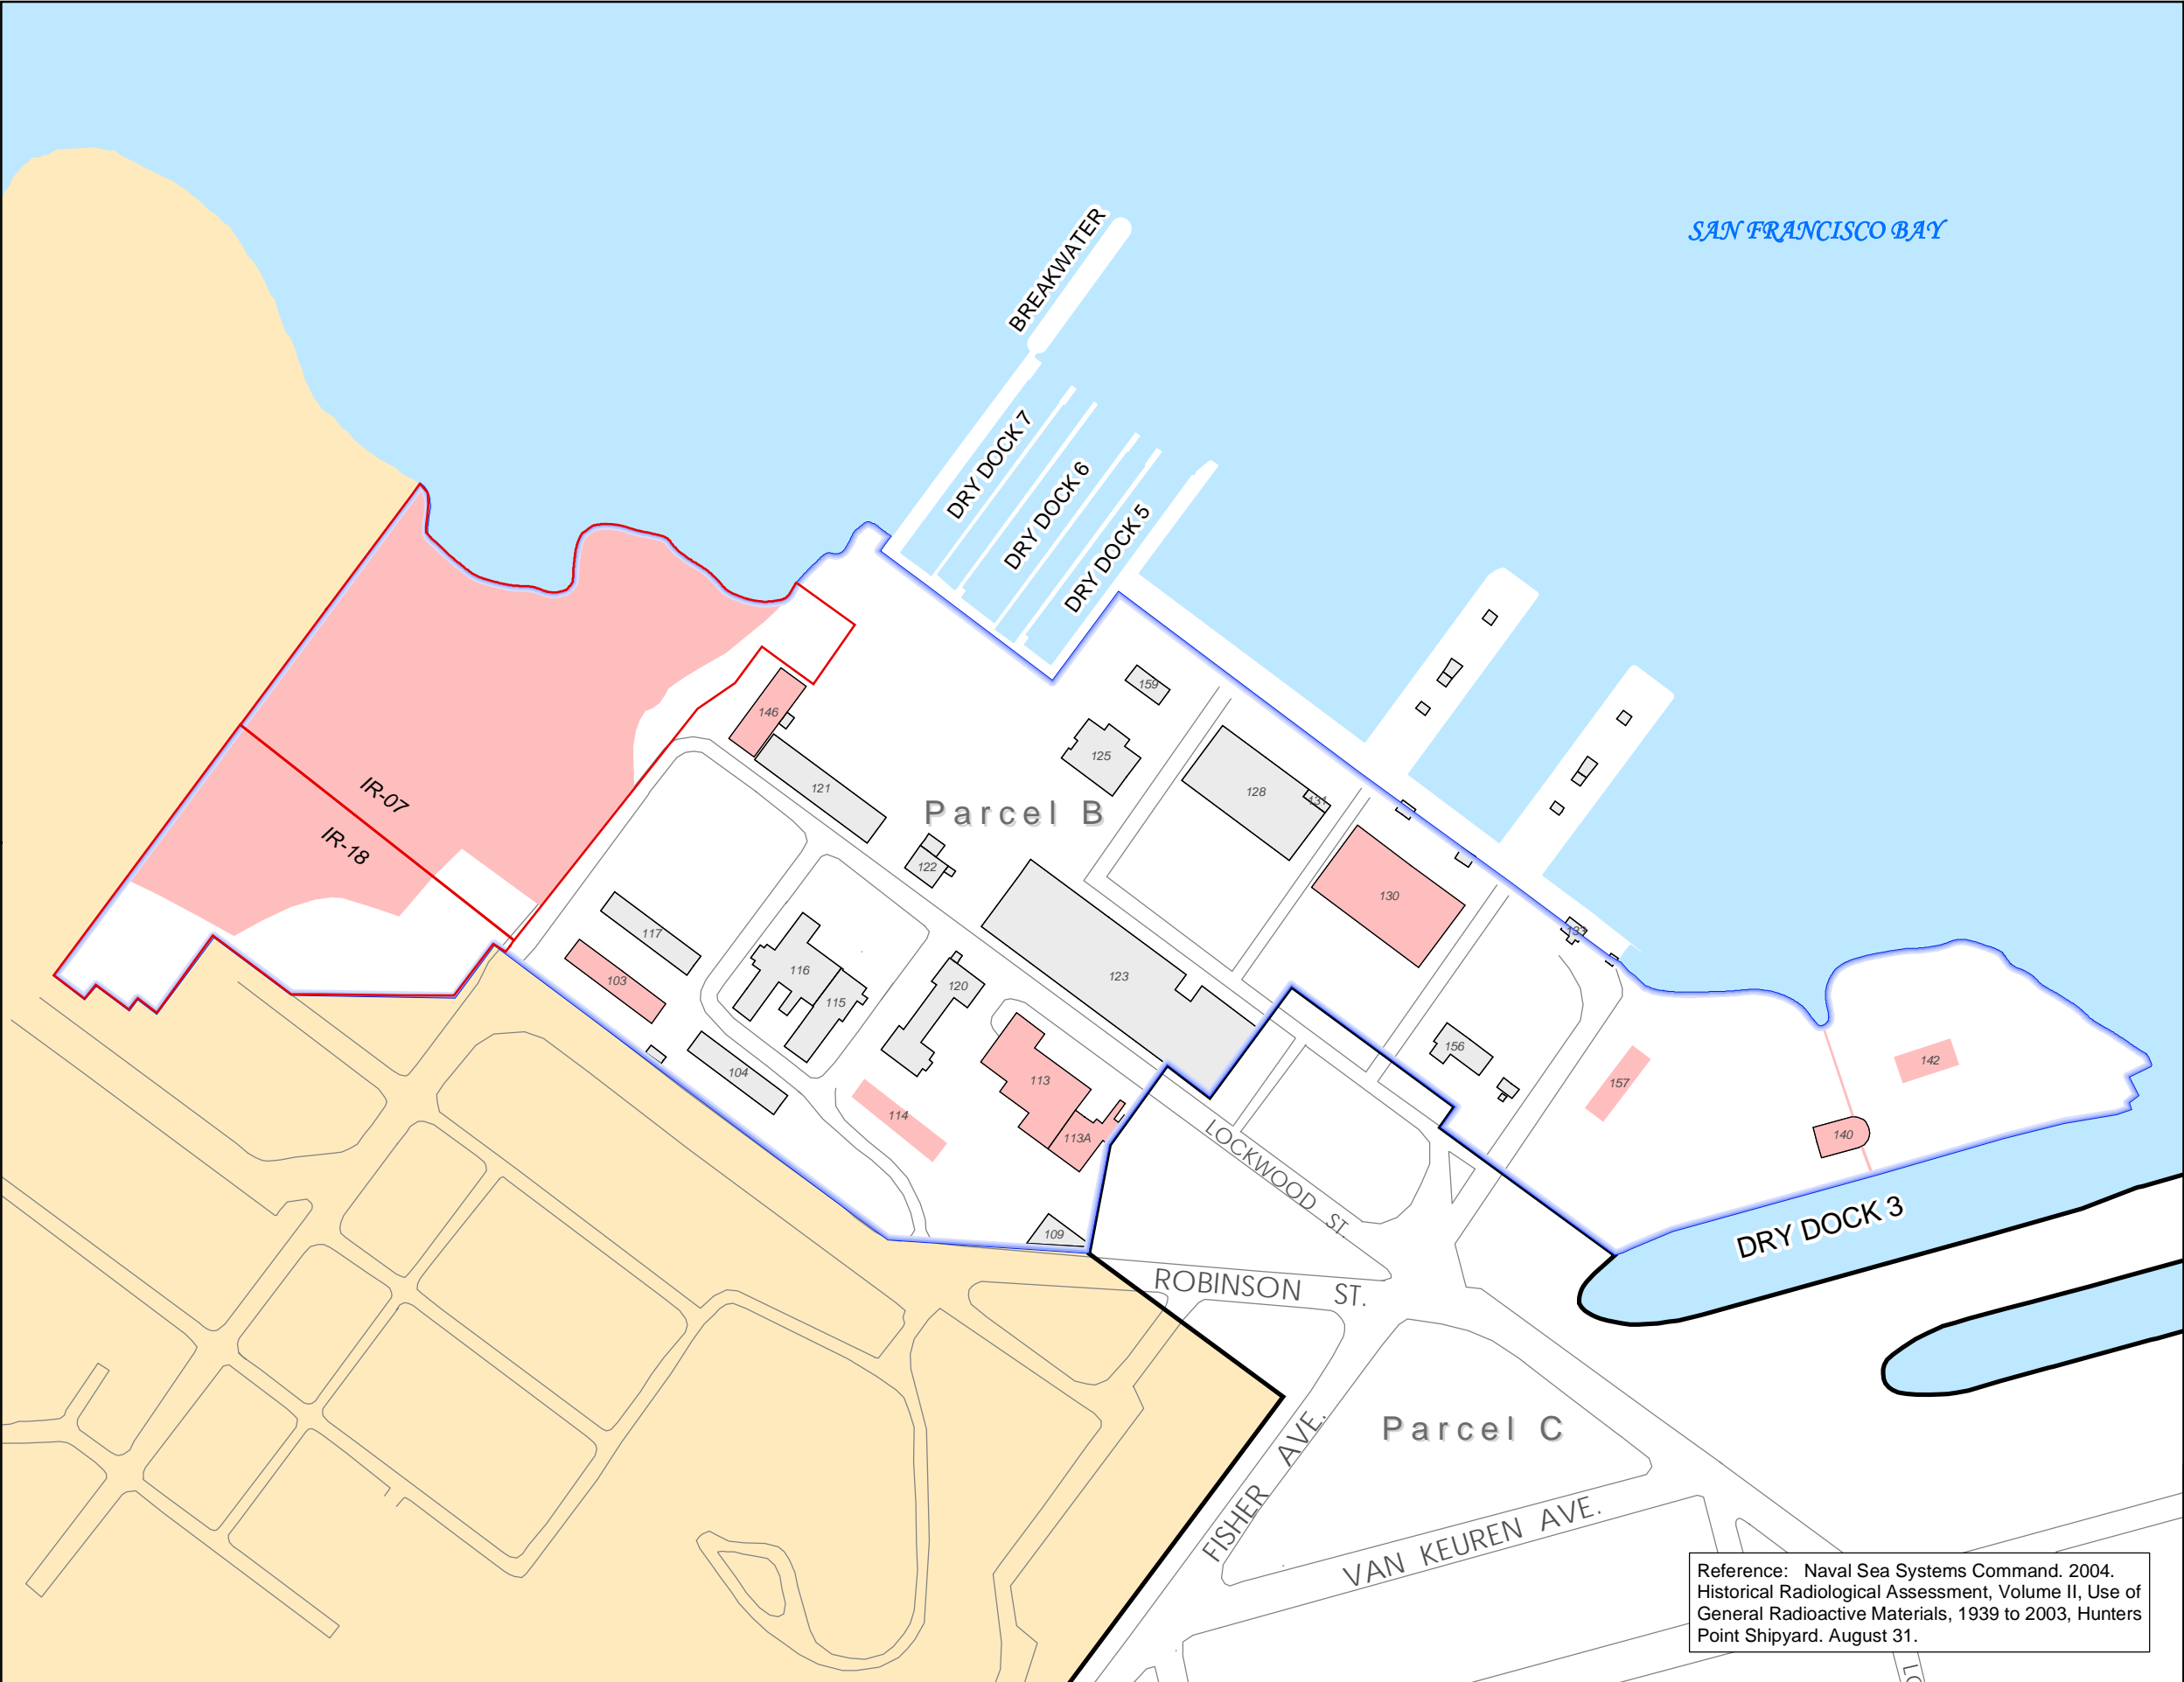 SAN FRANCISCO BAY
BREAKWATER
DRY DOCK 7
DRY DOCK 6
DRY DOCK 5
159
146
125
121
128
131
IR-07
IR-18
Parcel B
122
130
117
103
116
115
120
123
137
104
114
113
113A
156
157
142
140
109
LOCKWOOD ST.
DRY DOCK 3
ROBINSON ST.
FISHER AVE.
Parcel C
VAN KEUREN AVE.
Reference: Naval Sea Systems Command. 2004.
Historical Radiological Assessment, Volume II, Use of
General Radioactive Materials, 1939 to 2003, Hunters
Point Shipyard. August 31.